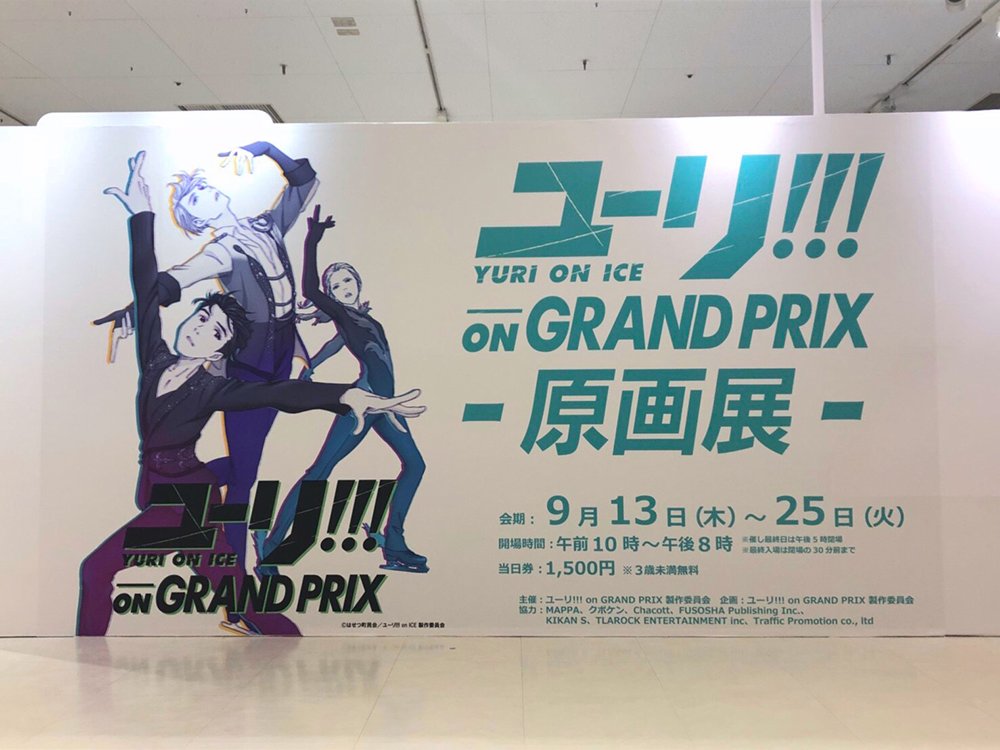 ユーリ!!!
YURI ON ICE
ON GRAND PRIX
- 原画展 -
会期：9月13日（木）～25日（火）
開場時間：午前10時～午後8時 ※催し最終日は午後5時閉場
※最終入場は閉場の30分前まで
当日券：1,500円 ※3歳未満無料
主催：ユーリ!!! on GRAND PRIX 製作委員会 企画：ユーリ!!! on GRAND PRIX 製作委員会
協力：MAPPA、クボケン、Chacott、FUSOSHA Publishing Inc.、
KIKAN S、TLAROCK ENTERTAINMENT inc、Traffic Promotion co., ltd
ユーリ!!!
YURI ON ICE
ON GRAND PRIX
©はせつ町民会／ユーリ!!! on ICE 製作委員会